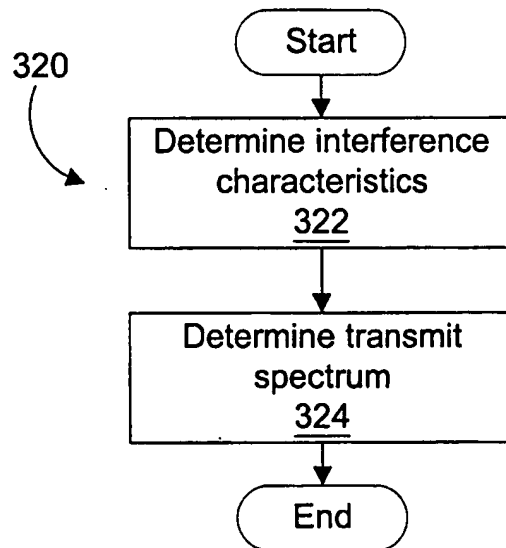 Start
320
Determine interference
characteristics
322
Determine transmit
spectrum
324
End